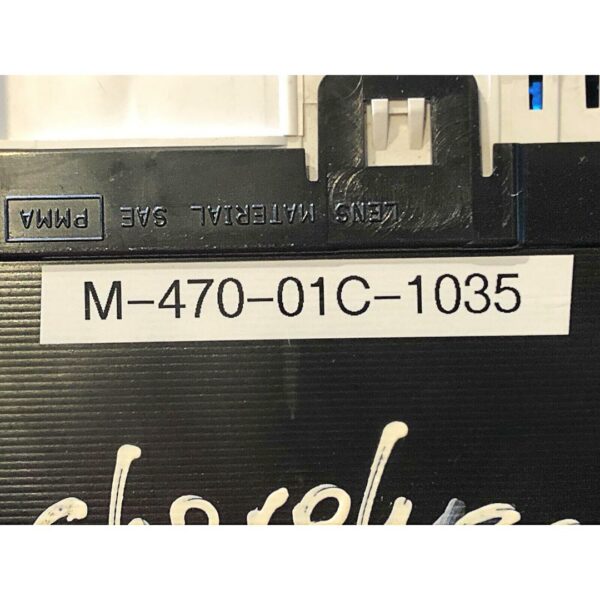 LENS MATERIAL SAE PMMA
M-470-01C-1035